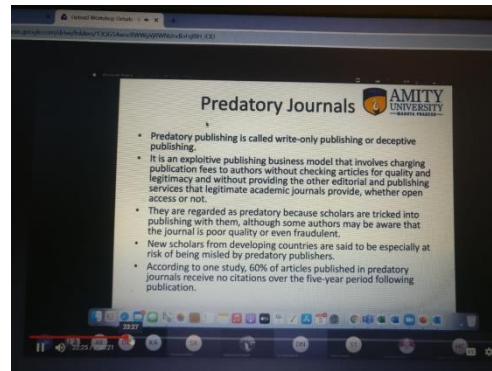 Predatory Journals
AMITY
UNIVERSITY
• Predatory publishing is called write-only publishing or deceptive
publishing.
• It is an exploitive publishing business model that involves charging
publication fees to authors without checking articles for quality and
legitimacy and without providing the other editorial and publishing
services that legitimate academic journals provide, whether open
access or not.
• They are regarded as predatory because scholars are tricked into
publishing with them, although some authors may be aware that
the journal is poor quality or even fraudulent.
• New scholars from developing countries are said to be especially at
risk of being misled by predatory publishers.
• According to one study, 60% of articles published in predatory
journals receive no citations over the five-year period following
publication.
23:27